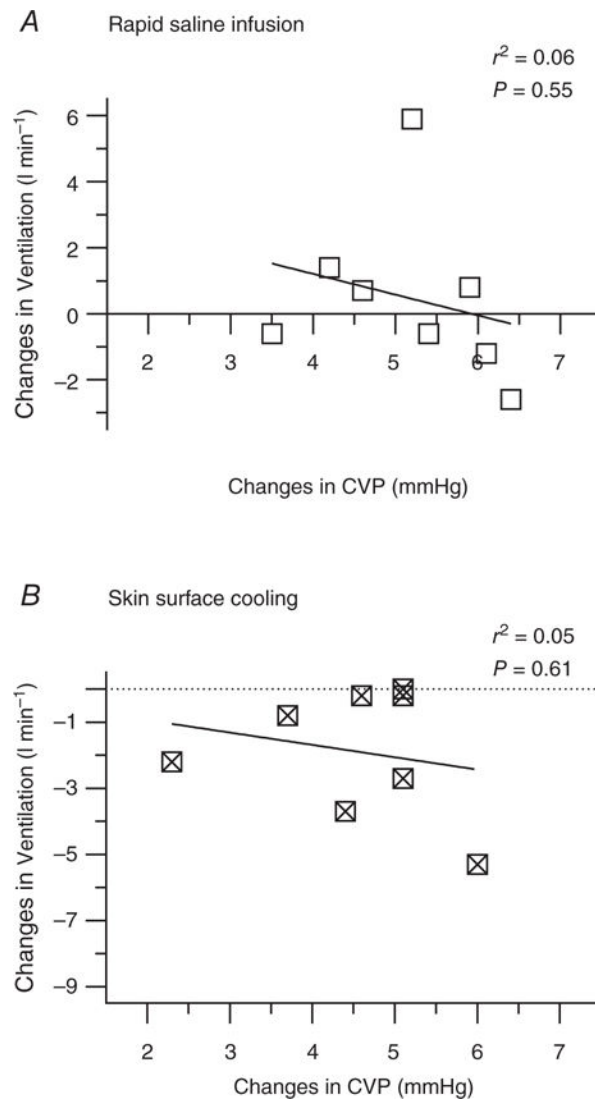 A Rapid saline infusion
r² = 0.06
P = 0.55
Changes in Ventilation (l min⁻¹)
6
4
2
0
−2
2 3 4 5 6 7
Changes in CVP (mmHg)
B Skin surface cooling
r² = 0.05
P = 0.61
Changes in Ventilation (l min⁻¹)
−1
−3
−5
−7
−9
2 3 4 5 6 7
Changes in CVP (mmHg)